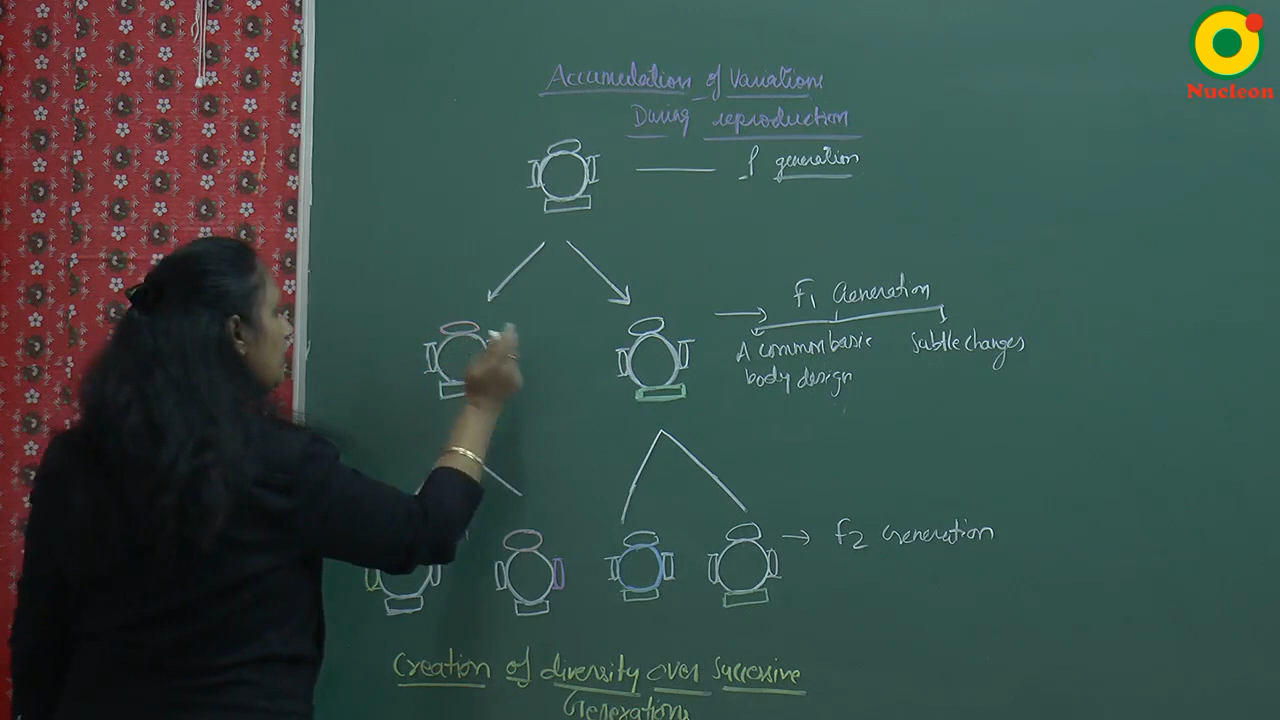 Accumulation of Variations
During reproduction
P generation
F1 Generation
A common basic
body design
Subtle changes
F2 Generation
Creation of diversity over Successive
Generations
Nucleon